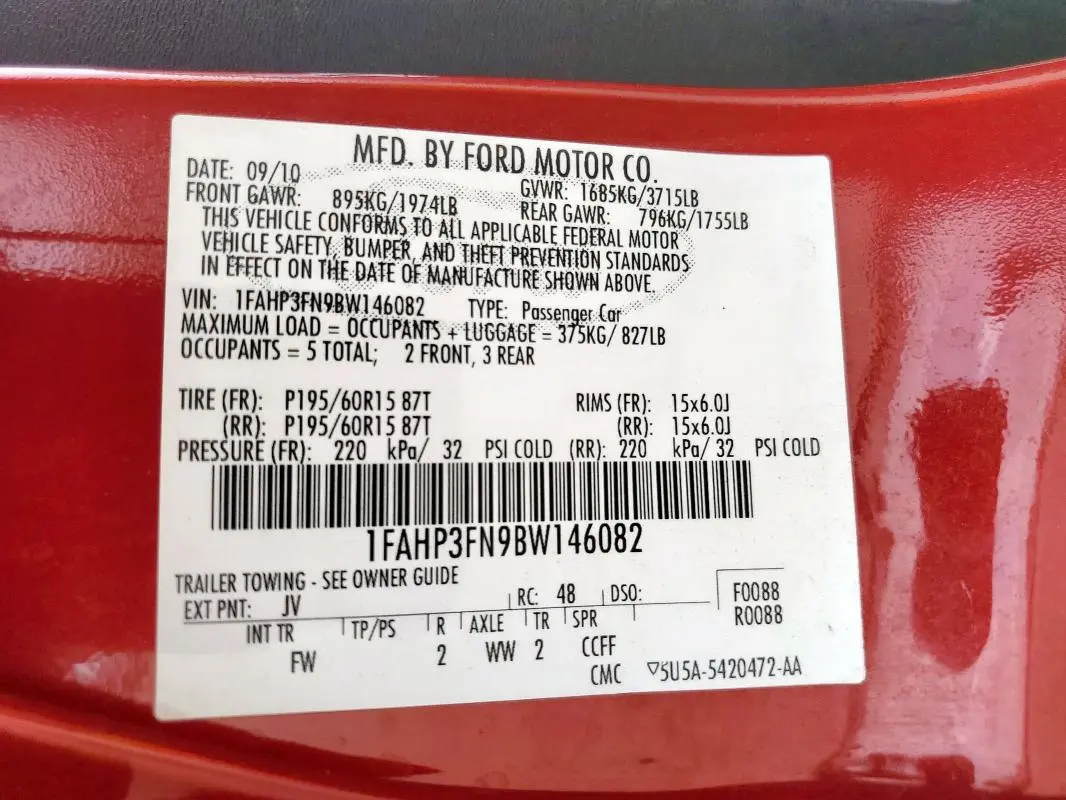 MFD. BY FORD MOTOR CO.
DATE: 09/10 GVWR: 1685KG/3715LB
FRONT GAWR: 895KG/1974LB REAR GAWR: 796KG/1755LB
THIS VEHICLE CONFORMS TO ALL APPLICABLE FEDERAL MOTOR
VEHICLE SAFETY, BUMPER, AND THEFT PREVENTION STANDARDS
IN EFFECT ON THE DATE OF MANUFACTURE SHOWN ABOVE.
VIN: 1FAHP3FN9BW146082 TYPE: Passenger Car
MAXIMUM LOAD = OCCUPANTS + LUGGAGE = 375KG/ 827LB
OCCUPANTS = 5 TOTAL; 2 FRONT, 3 REAR
TIRE (FR): P195/60R15 87T RIMS (FR): 15x6.0J
(RR): P195/60R15 87T (RR): 15x6.0J
PRESSURE (FR): 220 kPa/ 32 PSI COLD (RR): 220 kPa/ 32 PSI COLD
1FAHP3FN9BW146082
TRAILER TOWING - SEE OWNER GUIDE
EXT PNT: JV RC: 48 DSO: F0088
R0088
INT TR TP/PS R AXLE TR SPR
FW 2 WW 2 CCFF
CMC ▽5U5A-5420472-AA